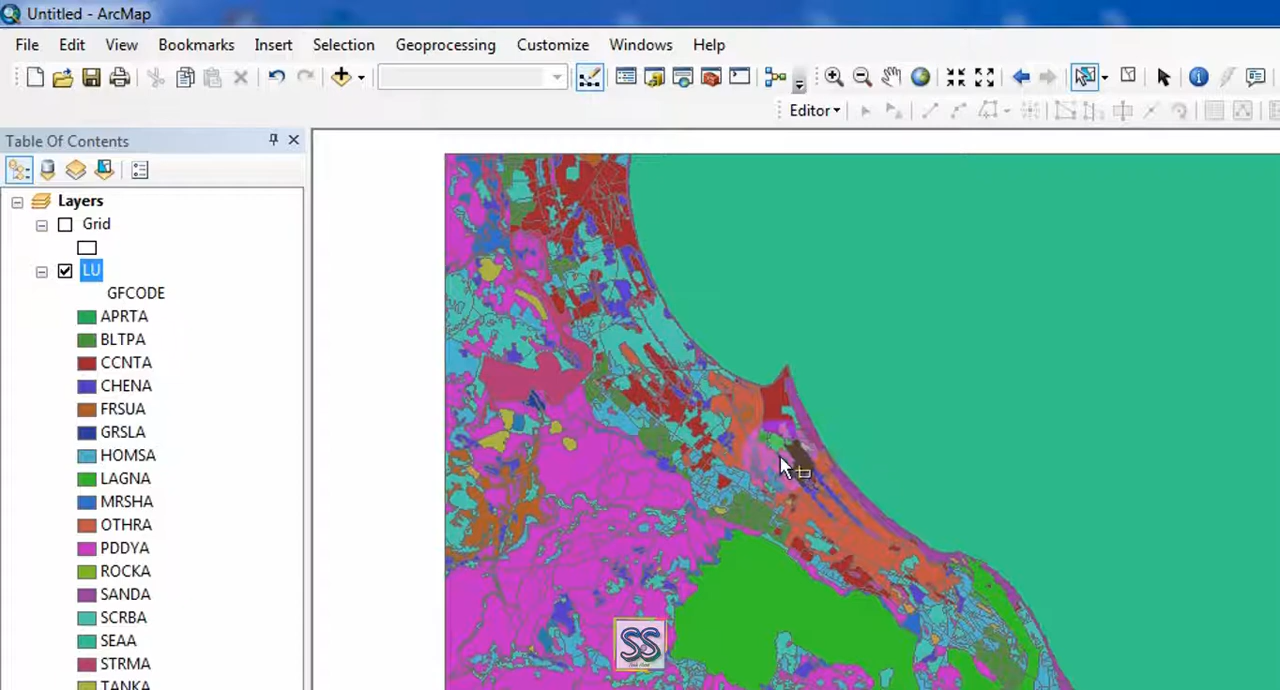 Untitled - ArcMap
File Edit View Bookmarks Insert Selection Geoprocessing Customize Windows Help
Editor
Table Of Contents
Layers
Grid
LU
GFCODE
APRTA
BLTPA
CCNTA
CHENA
FRSUA
GRSLA
HOMSA
LAGNA
MRSHA
OTHRA
PDDYA
ROCKA
SANDA
SCRBA
SEAA
STRMA
TANKA
SS